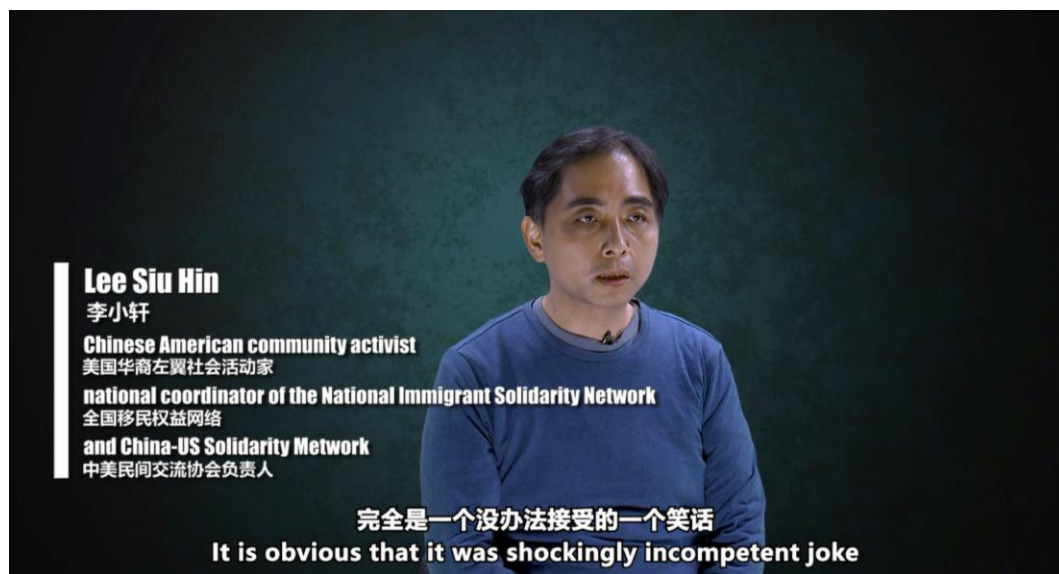 Lee Siu Hin
李小轩
Chinese American community activist
美国华裔左翼社会活动家
national coordinator of the National Immigrant Solidarity Network
全国移民权益网络
and China-US Solidarity Metwork
中美民间交流协会负责人
完全是一个没办法接受的一个笑话
It is obvious that it was shockingly incompetent joke